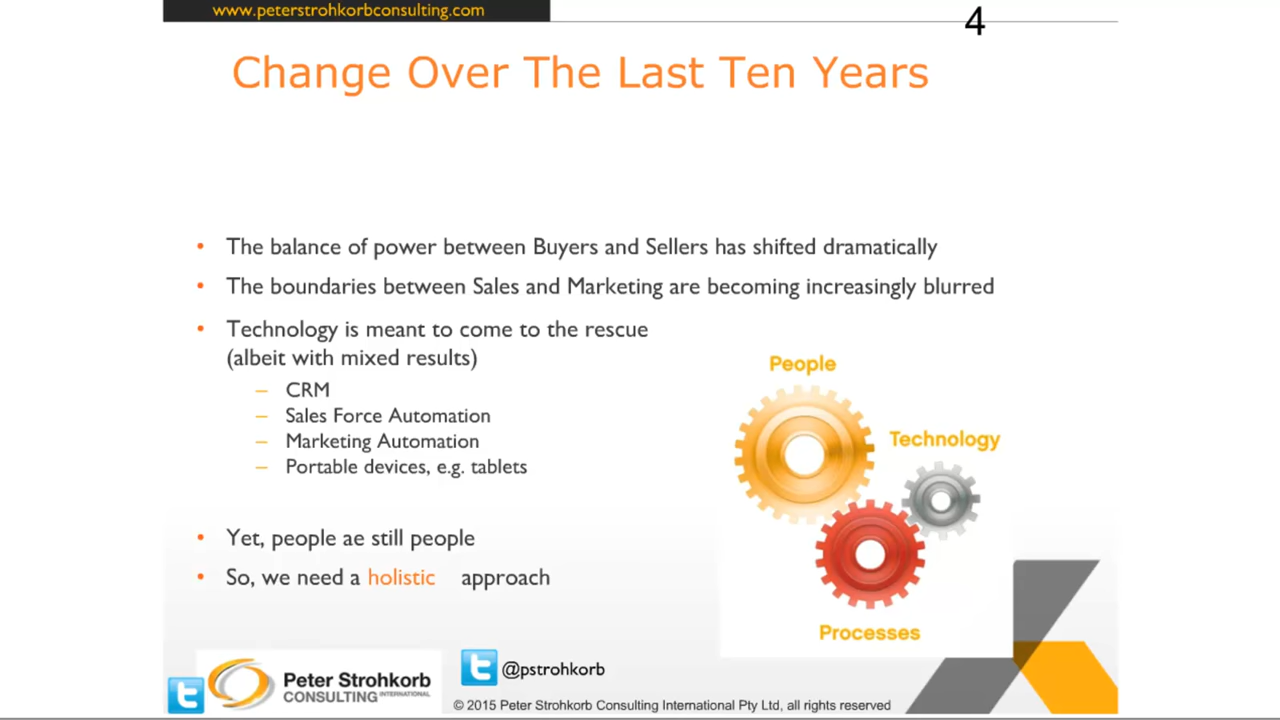 www.peterstrohkorbconsulting.com
4
Change Over The Last Ten Years
• The balance of power between Buyers and Sellers has shifted dramatically
• The boundaries between Sales and Marketing are becoming increasingly blurred
• Technology is meant to come to the rescue
(albeit with mixed results)
– CRM
– Sales Force Automation
– Marketing Automation
– Portable devices, e.g. tablets
• Yet, people ae still people
• So, we need a holistic approach
People
Technology
Processes
Peter Strohkorb
CONSULTING INTERNATIONAL
@pstrohkorb
© 2015 Peter Strohkorb Consulting International Pty Ltd, all rights reserved